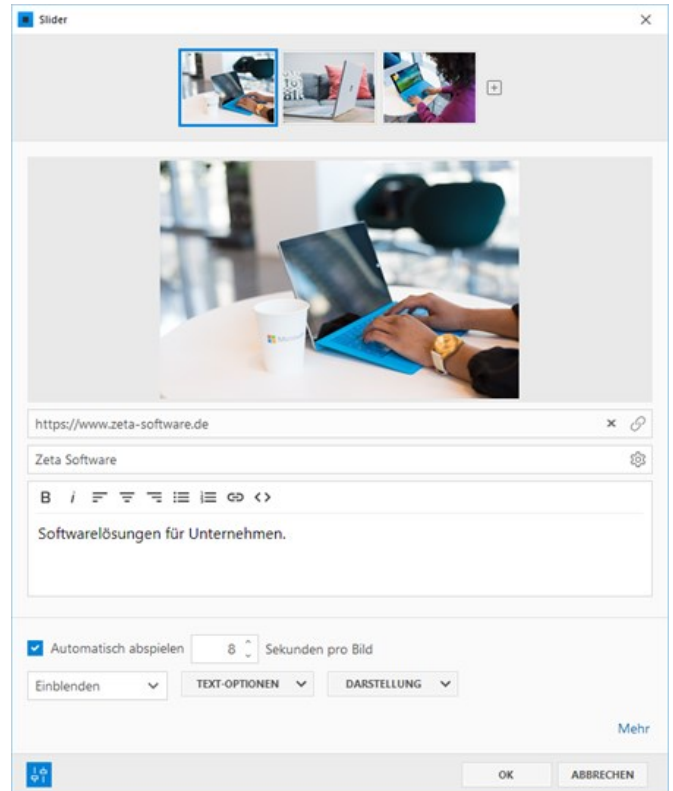 Slider
Microsoft
https://www.zeta-software.de
Zeta Software
B i
Softwarelösungen für Unternehmen.
Automatisch abspielen 8 Sekunden pro Bild
Einblenden TEXT-OPTIONEN DARSTELLUNG
Mehr
OK ABBRECHEN